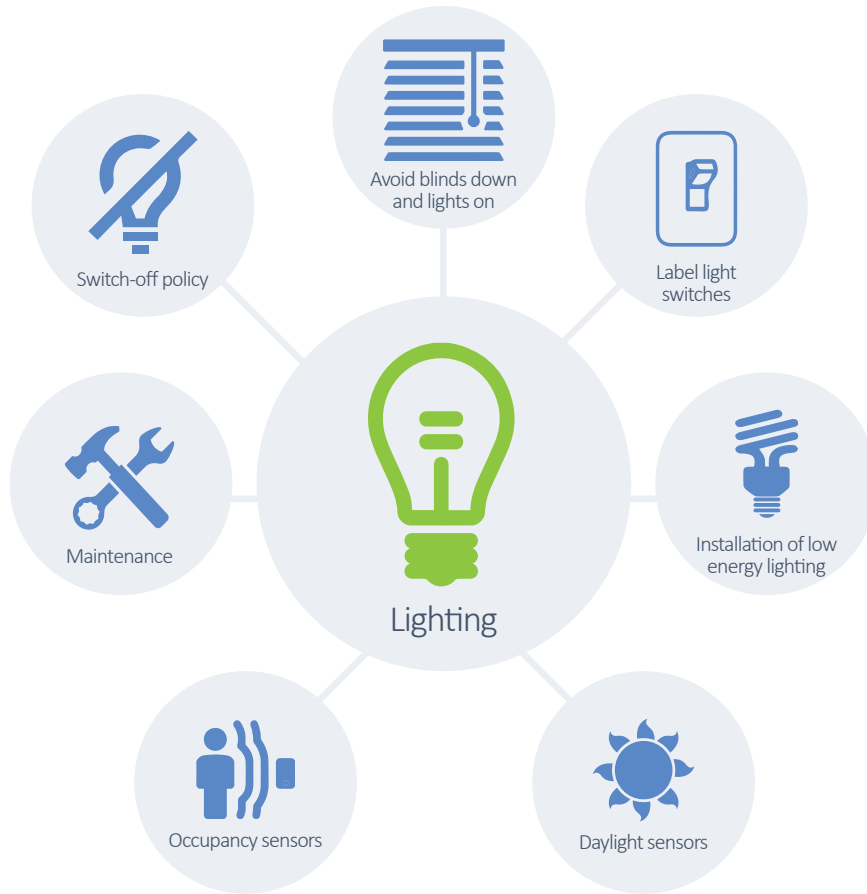 Avoid blinds down
and lights on
Switch-off policy
Label light
switches
Maintenance
Installation of low
energy lighting
Lighting
Occupancy sensors
Daylight sensors